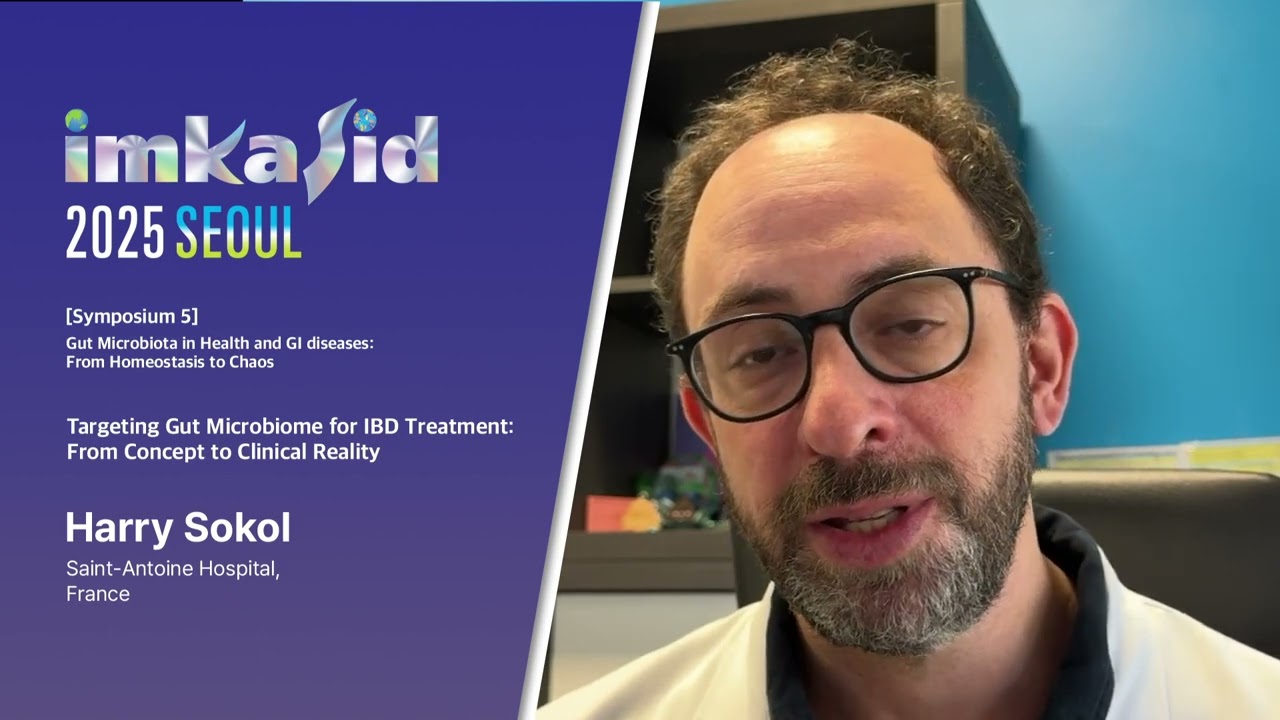 imkasid
2025 SEOUL
[Symposium 5]
Gut Microbiota in Health and GI diseases:
From Homeostasis to Chaos
Targeting Gut Microbiome for IBD Treatment:
From Concept to Clinical Reality
Harry Sokol
Saint-Antoine Hospital,
France